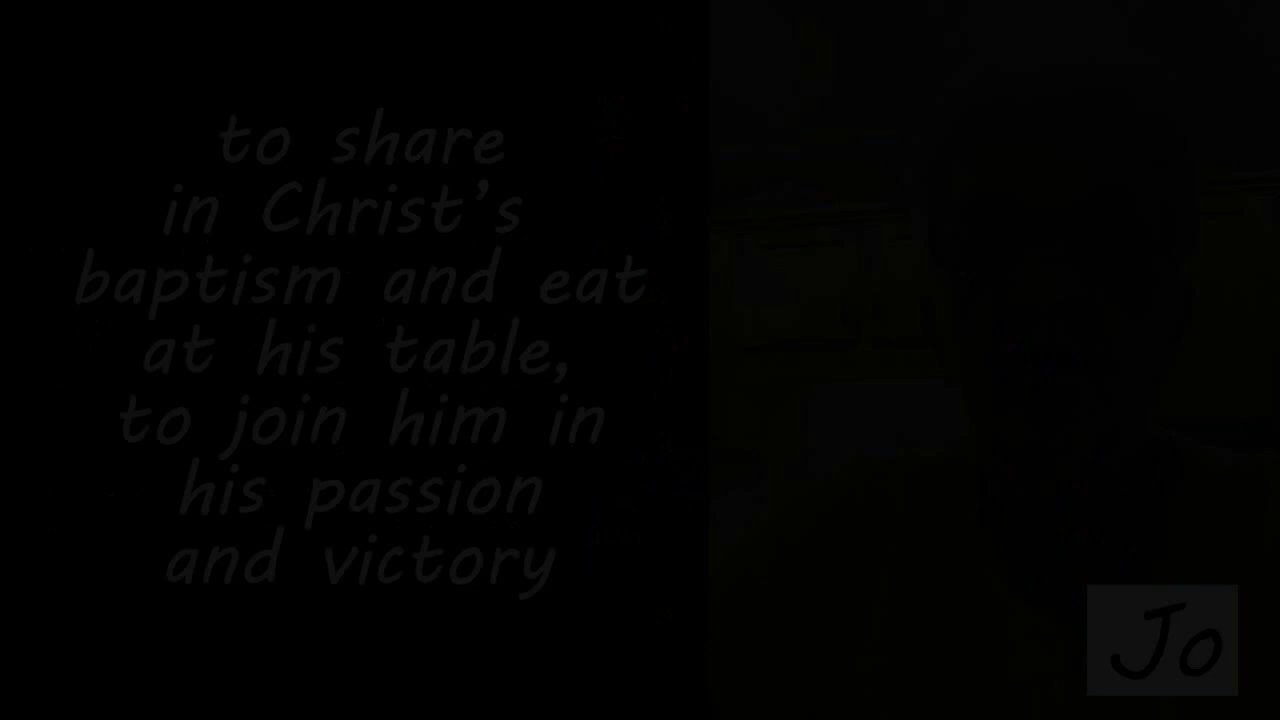 to share
in Christ’s
baptism and eat
at his table,
to join him in
his passion
and victory
Jo